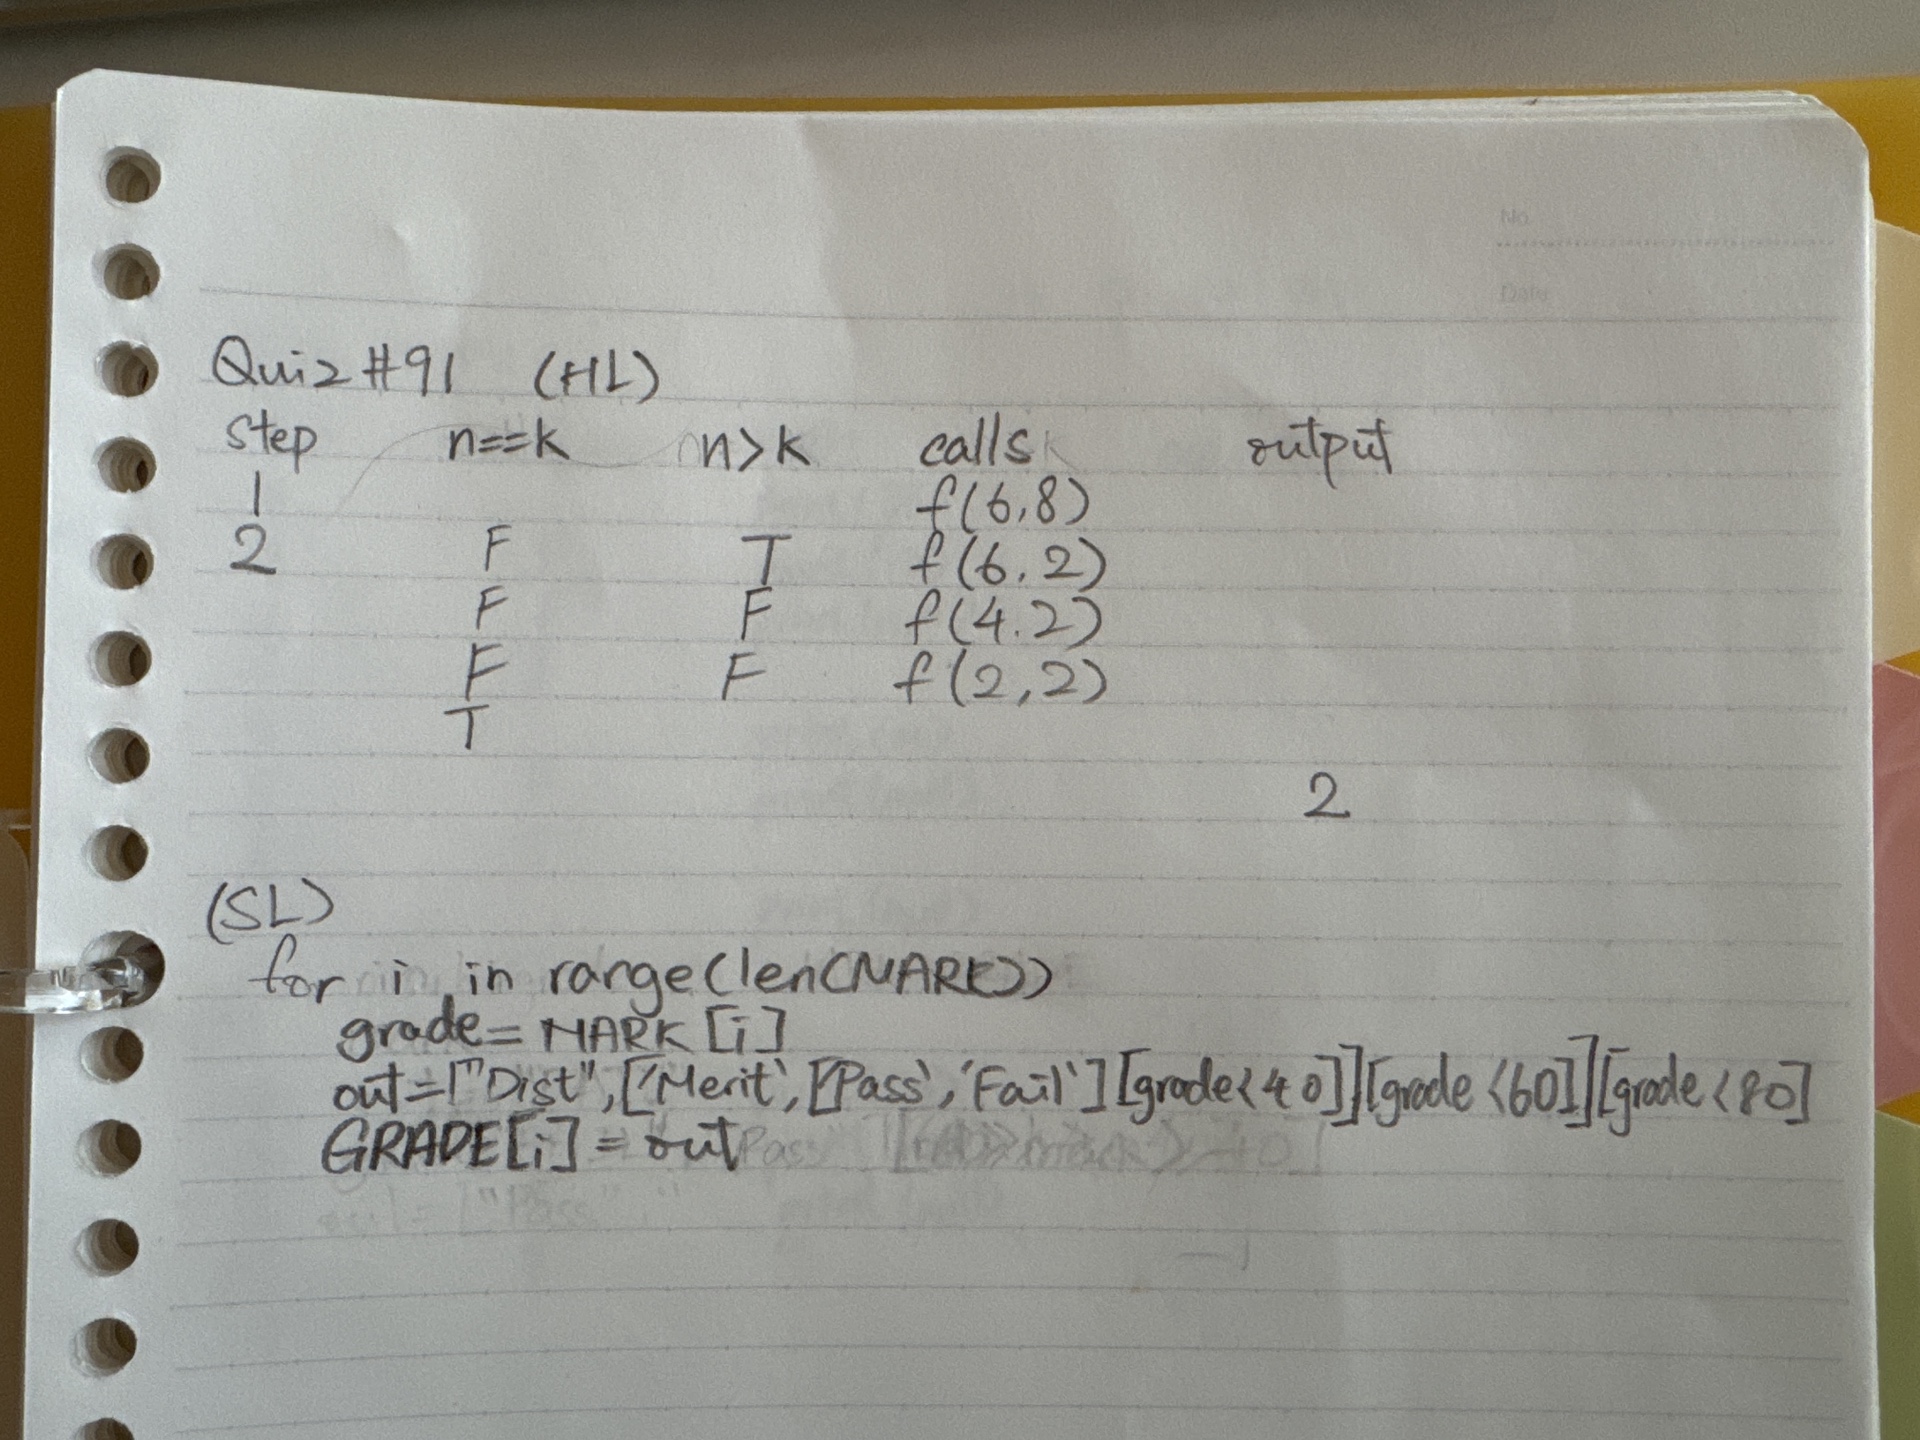 No
Date
Quiz #91 (HL)
step n==k n>k calls output
1 f(6,8)
2 F T f(6,2)
F F f(4,2)
F F f(2,2)
T
2
(SL)
for i in range(len(MARK))
grade = MARK[i]
out=["Dist",['Merit',['Pass','Fail'][grade<40]][grade<60]][grade<80]
GRADE[i] = out